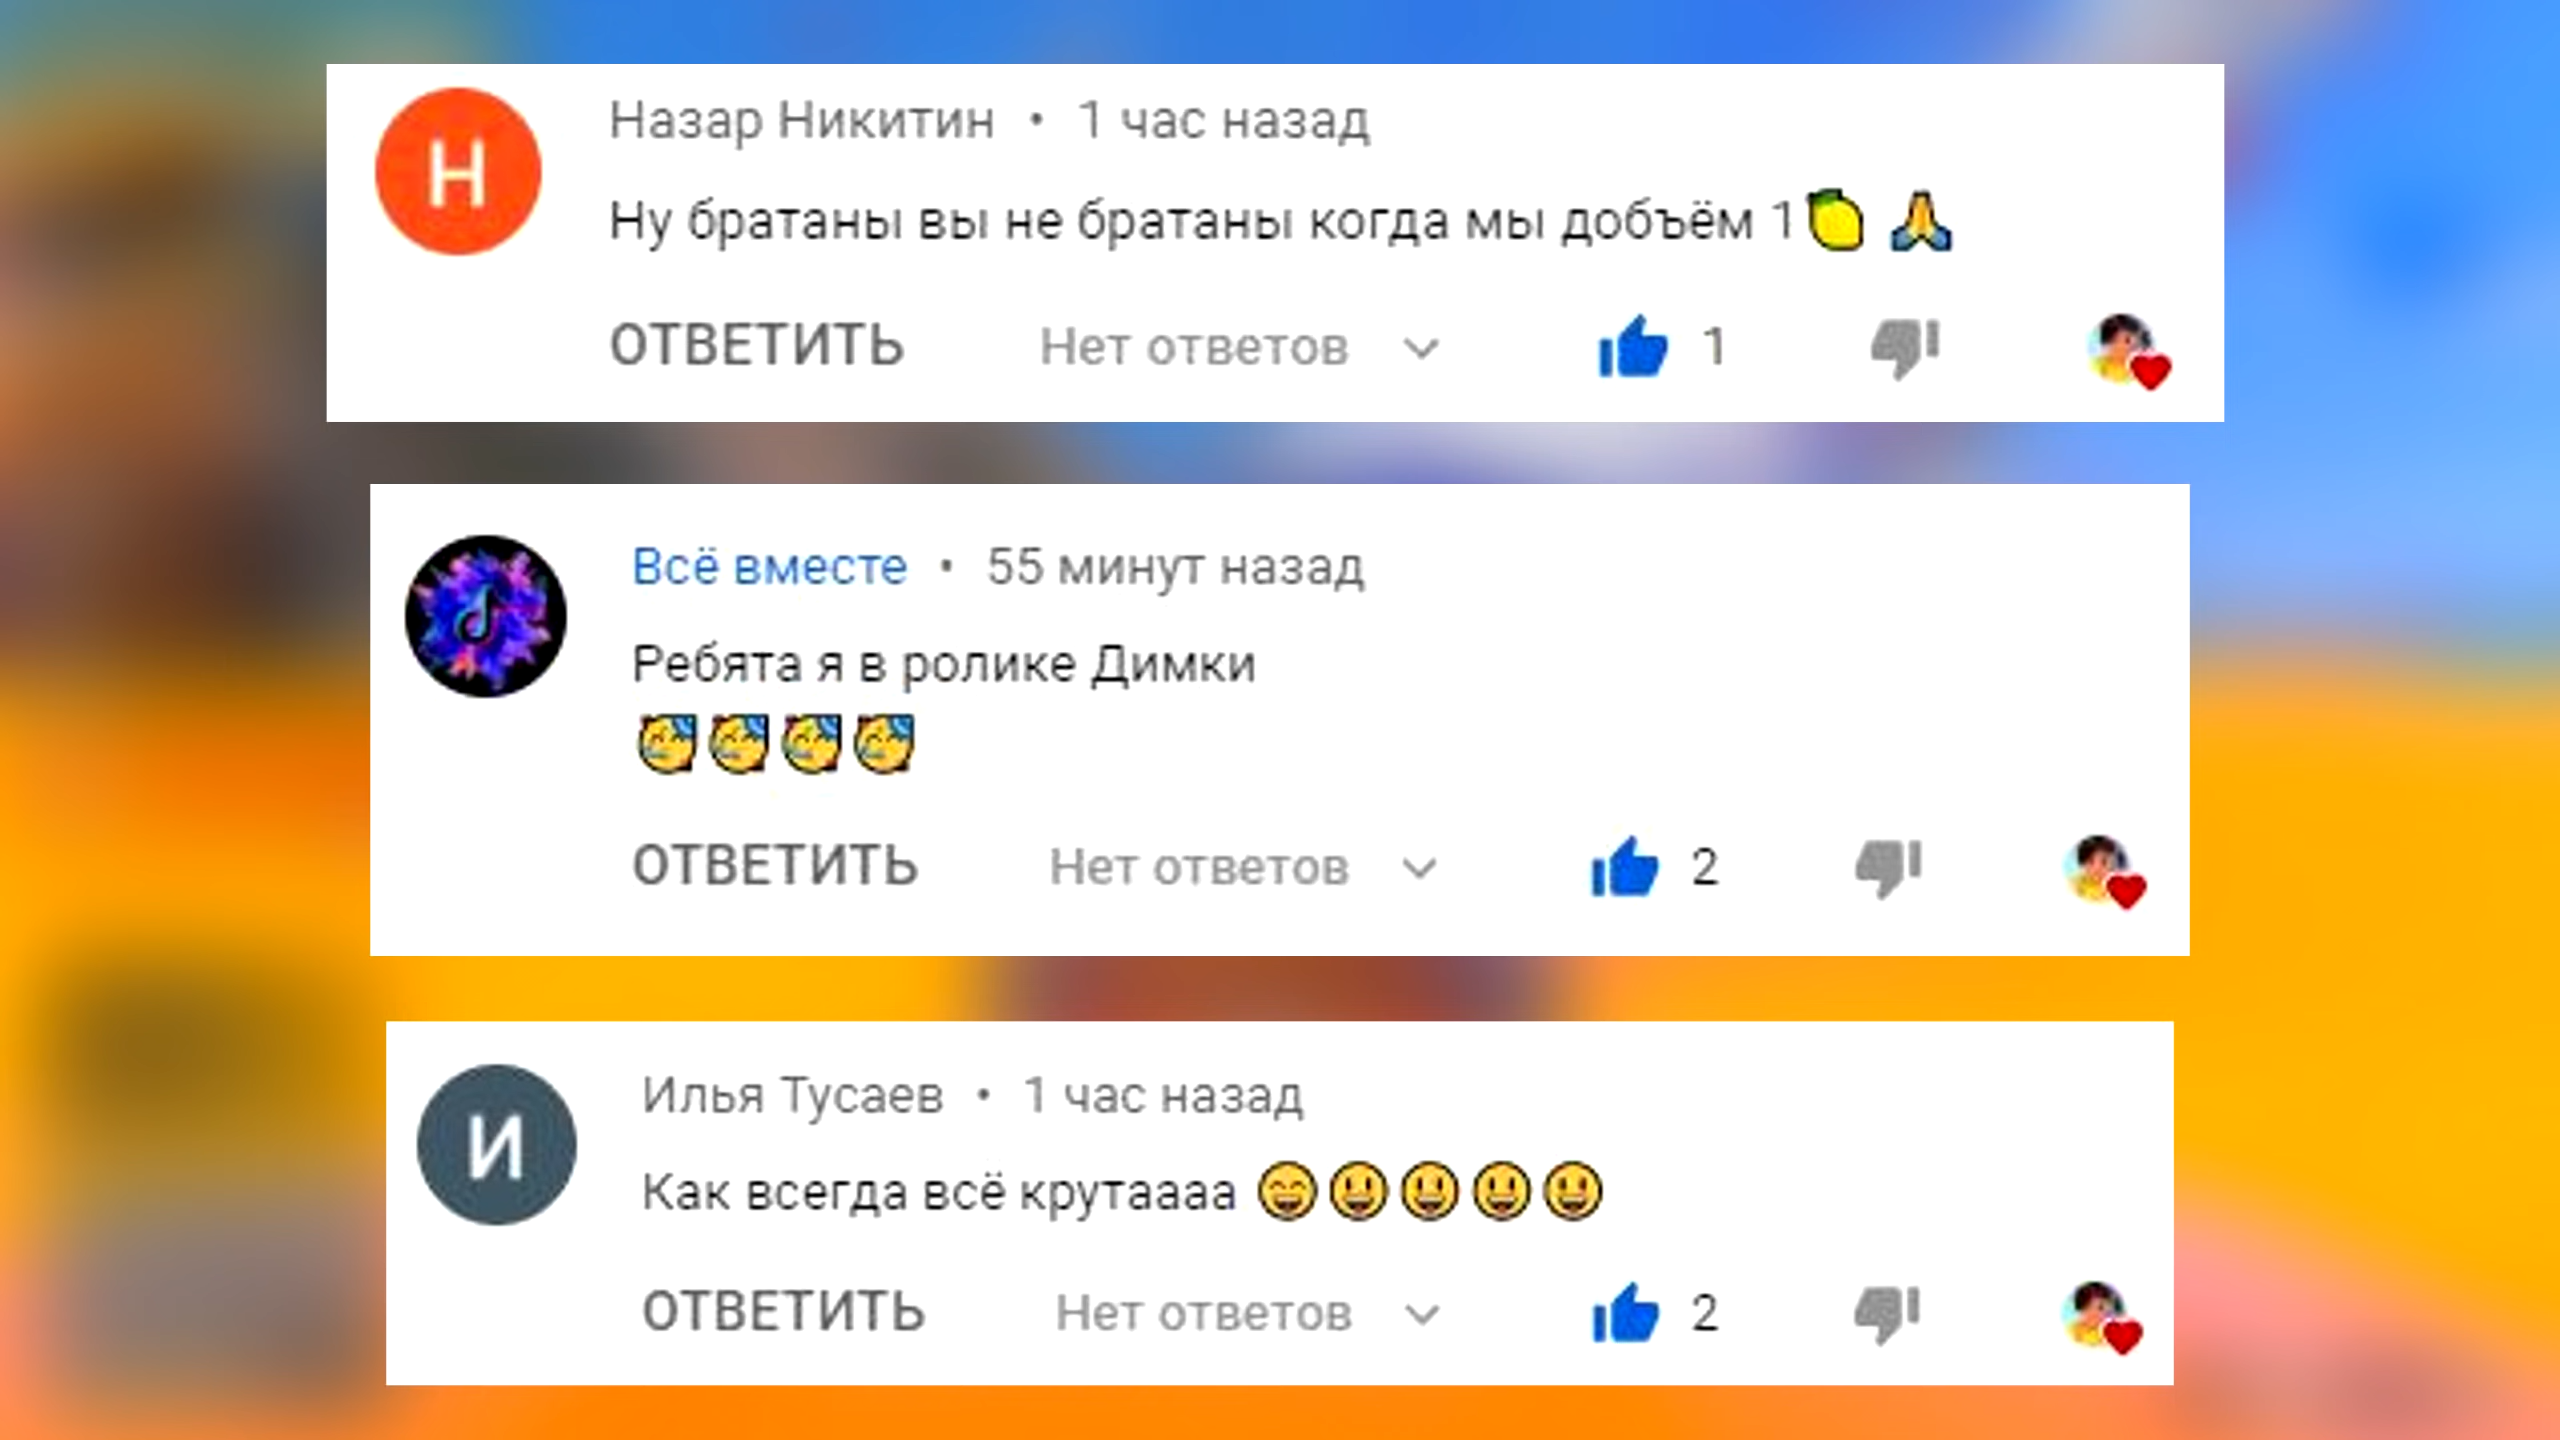 Н
Назар Никитин • 1 час назад
Ну братаны вы не братаны когда мы добъём 1🍋 🙏
ОТВЕТИТЬ Нет ответов 1
Всё вместе • 55 минут назад
Ребята я в ролике Димки
🥳🥳🥳🥳
ОТВЕТИТЬ Нет ответов 2
И
Илья Тусаев • 1 час назад
Как всегда всё крутаааа 😄😃😃😃😃
ОТВЕТИТЬ Нет ответов 2